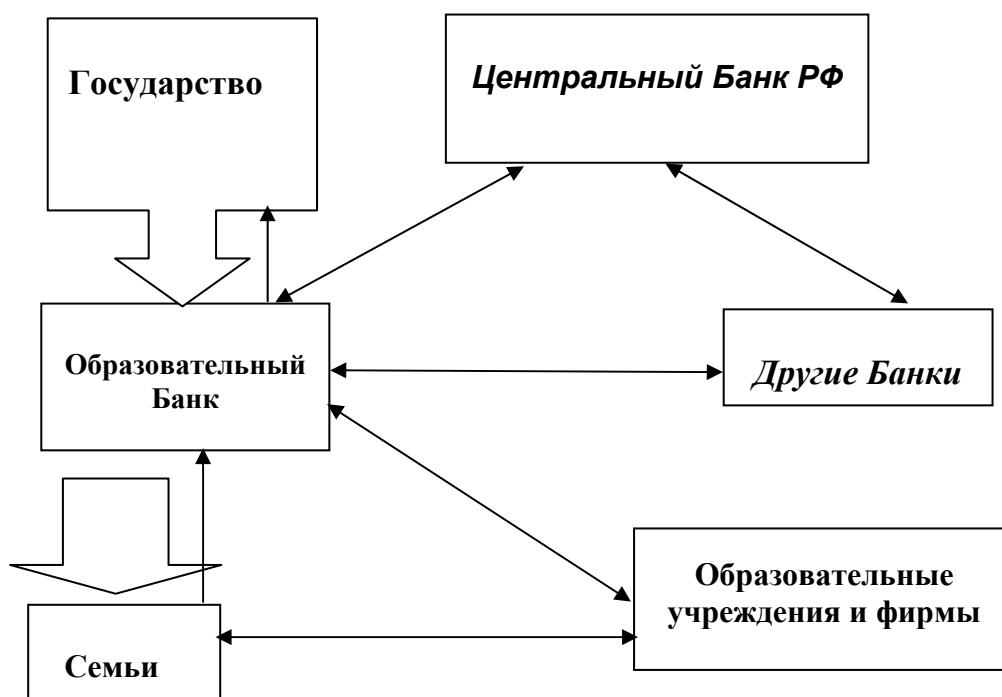 Государство
Центральный Банк РФ
Образовательный
Банк
Другие Банки
Образовательные
учреждения и фирмы
Семьи